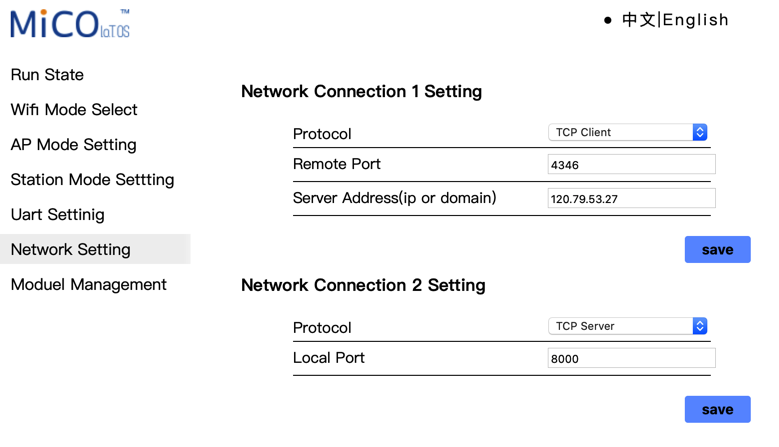 MiCO IoTOS ™
● 中文|English
Run State
Wifi Mode Select
AP Mode Setting
Station Mode Settting
Uart Settinig
Network Setting
Moduel Management
Network Connection 1 Setting
Protocol TCP Client
Remote Port 4346
Server Address(ip or domain) 120.79.53.27
save
Network Connection 2 Setting
Protocol TCP Server
Local Port 8000
save